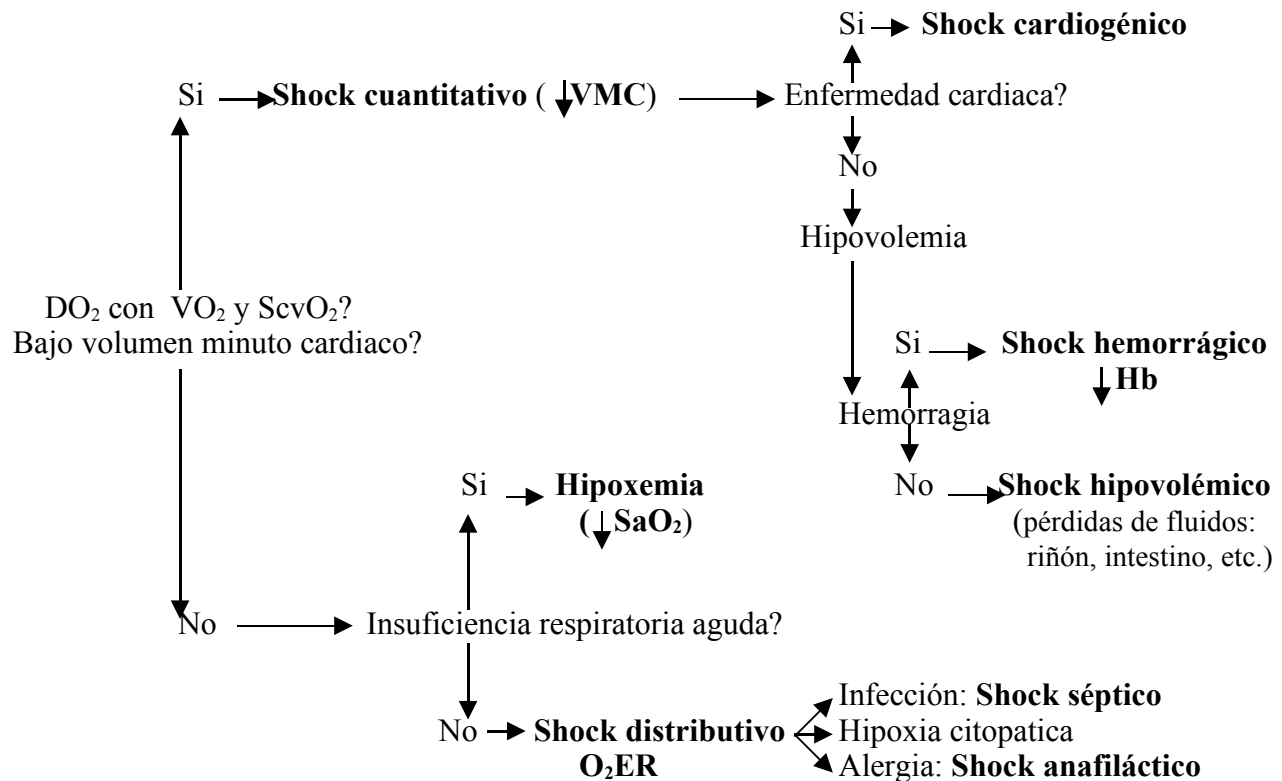 Si → Shock cardiogénico
Si → Shock cuantitativo ( ↓VMC) → Enfermedad cardiaca?
No
Hipovolemia
DO₂ con VO₂ y ScvO₂?
Bajo volumen minuto cardiaco?
Si → Shock hemorrágico
↓ Hb
Hemorragia
No → Shock hipovolémico
(pérdidas de fluidos:
riñón, intestino, etc.)
Si → Hipoxemia
(↓SaO₂)
No → Insuficiencia respiratoria aguda?
No → Shock distributivo
O₂ER
Infección: Shock séptico
Hipoxia citopatica
Alergia: Shock anafiláctico